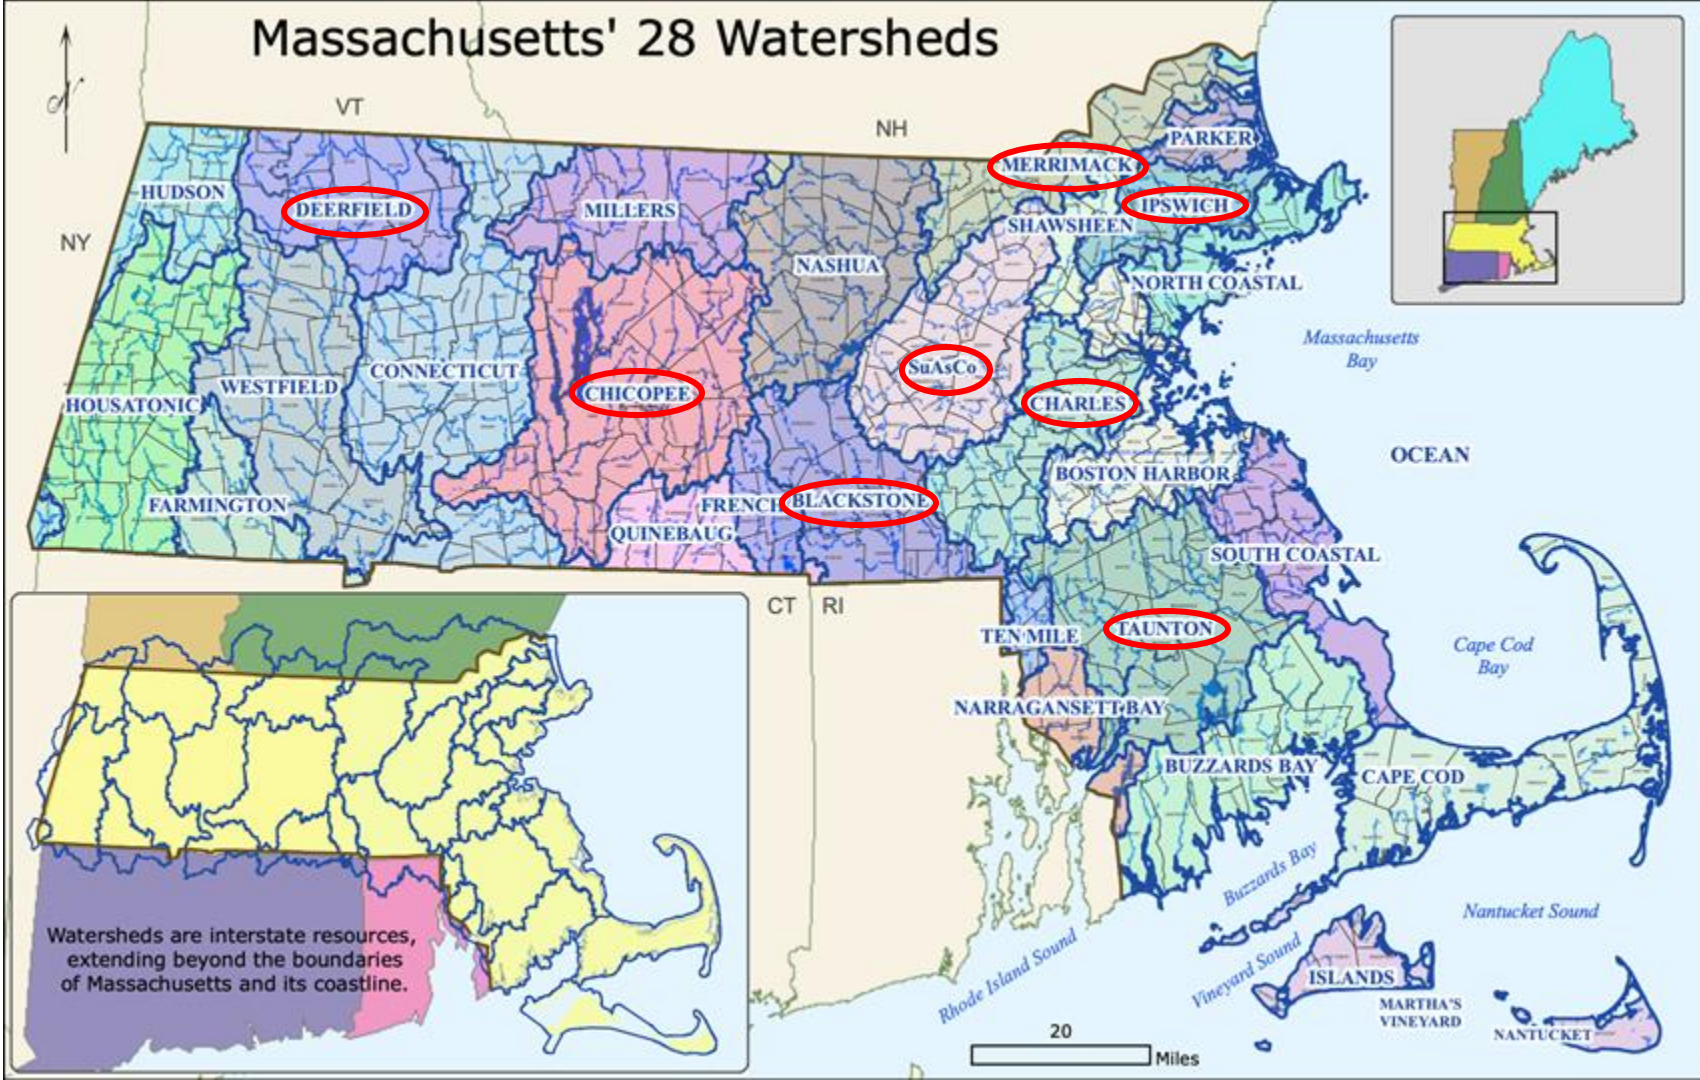 Massachusetts' 28 Watersheds
VT
NH
NY
PARKER
MERRIMACK
HUDSON
DEERFIELD
MILLERS
IPSWICH
SHAWSHEEN
NASHUA
NORTH COASTAL
Massachusetts
Bay
CONNECTICUT
SuAsCo
WESTFIELD
CHICOPEE
HOUSATONIC
CHARLES
OCEAN
BOSTON HARBOR
FARMINGTON
FRENCH
BLACKSTONE
QUINEBAUG
SOUTH COASTAL
CT
RI
TEN MILE
TAUNTON
Cape Cod
Bay
NARRAGANSETT BAY
BUZZARDS BAY
CAPE COD
Buzzards Bay
Nantucket Sound
Watersheds are interstate resources,
extending beyond the boundaries
of Massachusetts and its coastline.
Rhode Island Sound
Vineyard Sound
ISLANDS
MARTHA'S
VINEYARD
NANTUCKET
20
Miles